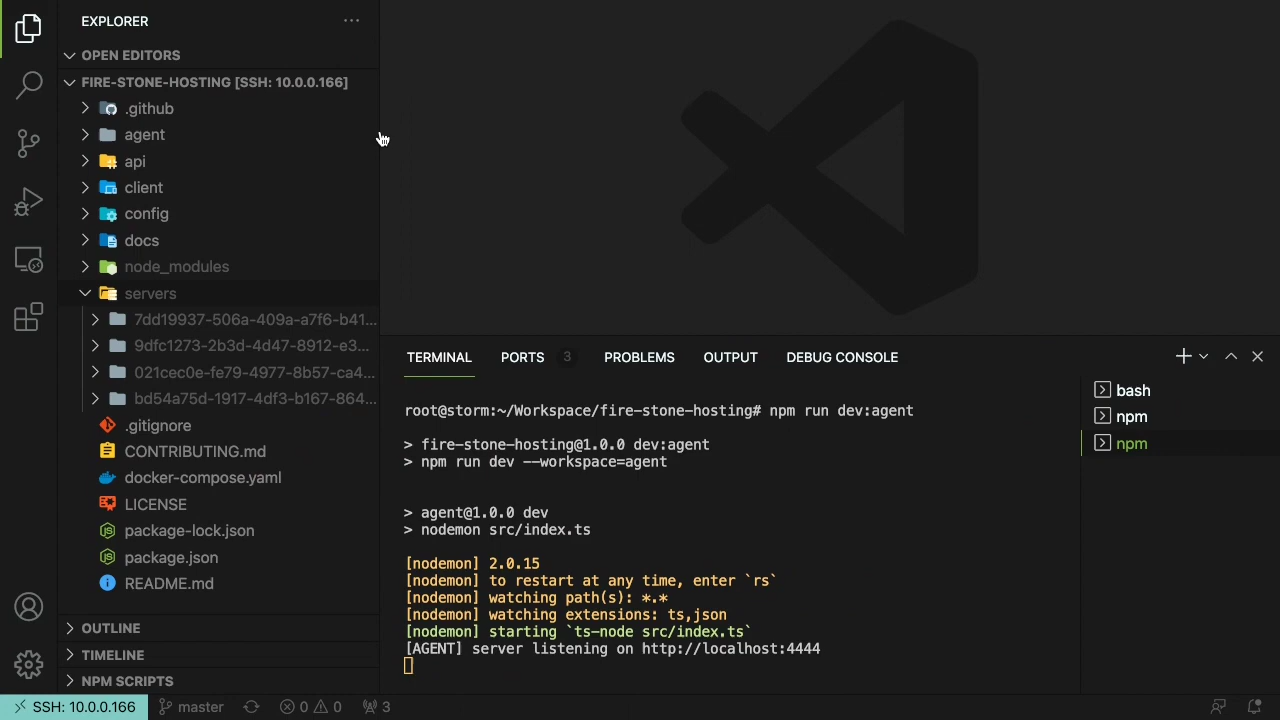 EXPLORER
OPEN EDITORS
FIRE-STONE-HOSTING [SSH: 10.0.0.166]
.github
agent
api
client
config
docs
node_modules
servers
7dd19937-506a-409a-a7f6-b41...
9dfc1273-2b3d-4d47-8912-e3...
021cec0e-fe79-4977-8b57-ca4...
bd54a75d-1917-4df3-b167-864...
.gitignore
CONTRIBUTING.md
docker-compose.yaml
LICENSE
package-lock.json
package.json
README.md
OUTLINE
TIMELINE
NPM SCRIPTS
TERMINAL PORTS 3 PROBLEMS OUTPUT DEBUG CONSOLE
root@storm:~/Workspace/fire-stone-hosting# npm run dev:agent
> fire-stone-hosting@1.0.0 dev:agent
> npm run dev --workspace=agent
> agent@1.0.0 dev
> nodemon src/index.ts
[nodemon] 2.0.15
[nodemon] to restart at any time, enter `rs`
[nodemon] watching path(s): *.*
[nodemon] watching extensions: ts,json
[nodemon] starting `ts-node src/index.ts`
[AGENT] server listening on http://localhost:4444
bash
npm
npm
SSH: 10.0.0.166 master 0 0 3